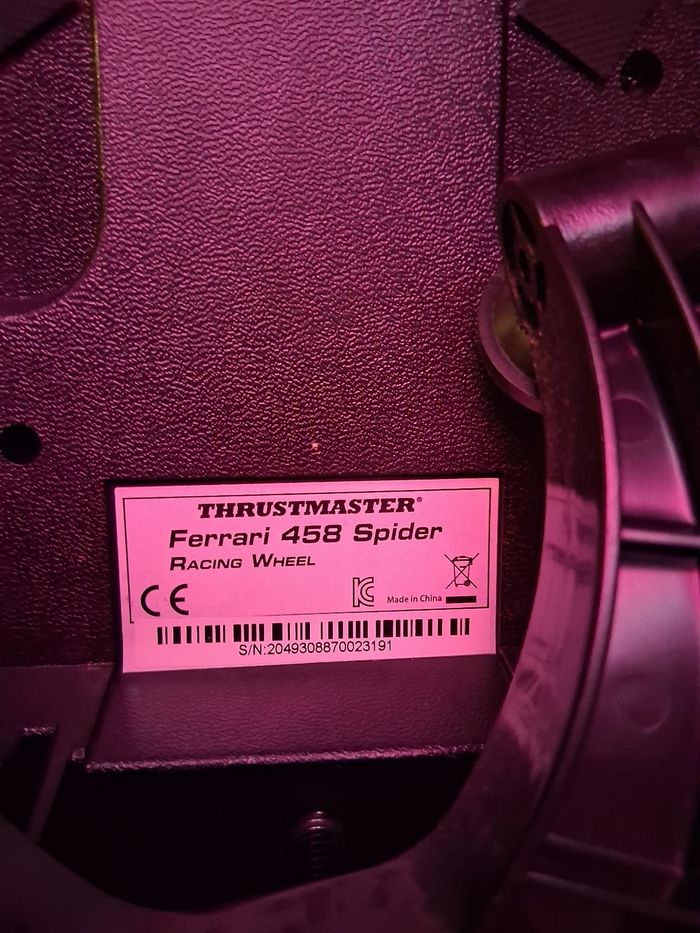 THRUSTMASTER®
Ferrari 458 Spider
RACING WHEEL
CE
Made in China
S/N:2049308870023191